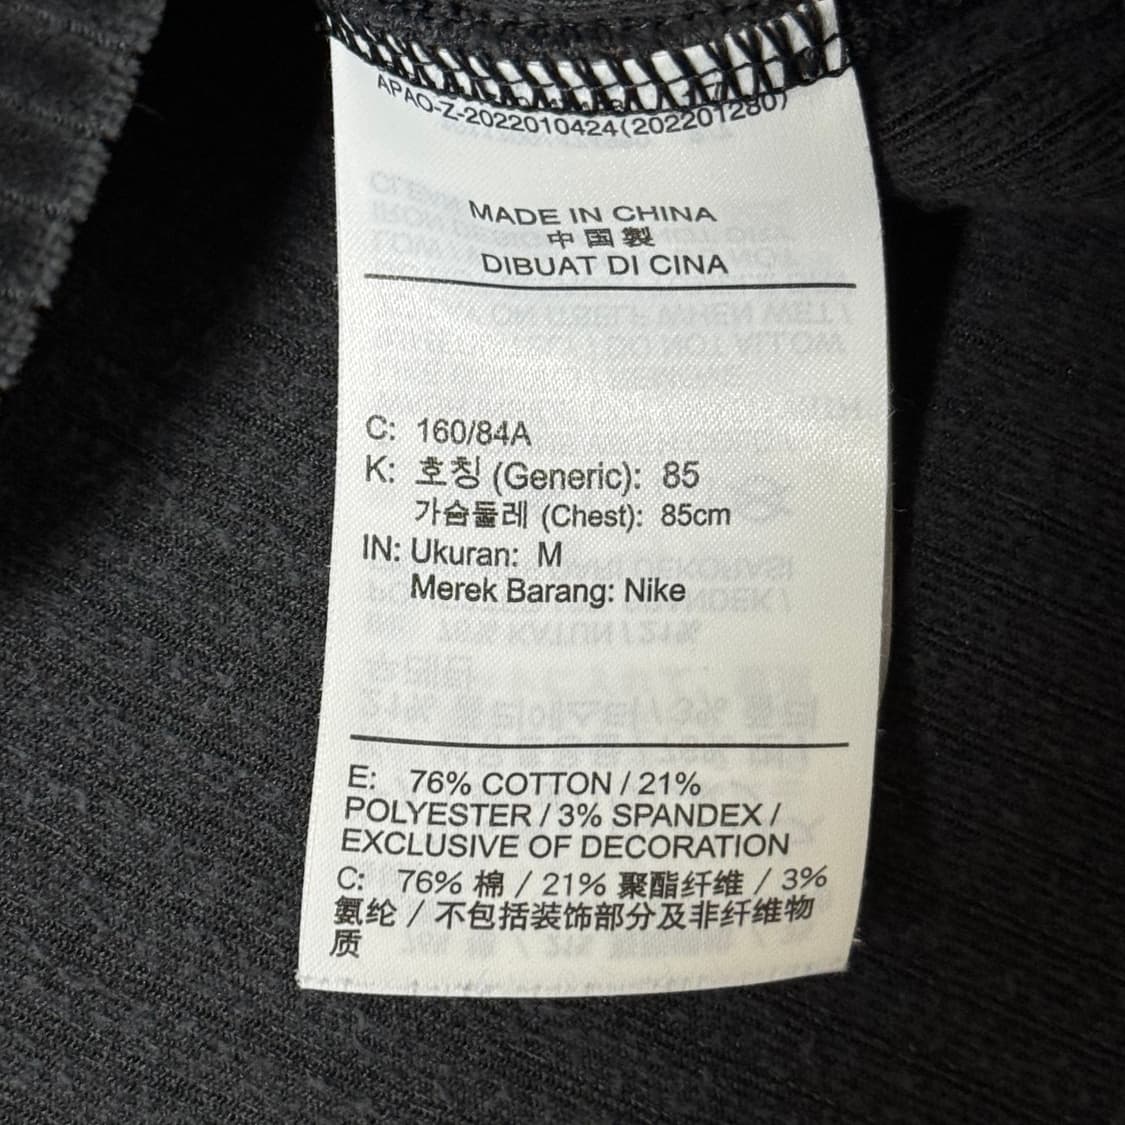 APAO-Z-2022010424(202201280)
MADE IN CHINA
中国製
DIBUAT DI CINA
C: 160/84A
K: 호칭 (Generic): 85
가슴둘레 (Chest): 85cm
IN: Ukuran: M
Merek Barang: Nike
E: 76% COTTON / 21%
POLYESTER / 3% SPANDEX /
EXCLUSIVE OF DECORATION
C: 76% 棉 / 21% 聚酯纤维 / 3%
氨纶 / 不包括装饰部分及非纤维物
质